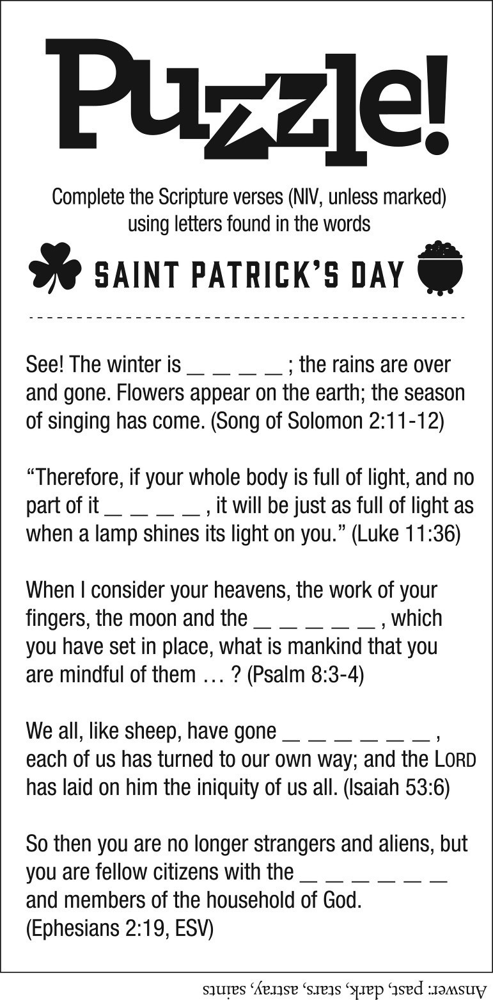 Puzzle!
Complete the Scripture verses (NIV, unless marked)
using letters found in the words
SAINT PATRICK'S DAY
See! The winter is _ _ _ _ ; the rains are over
and gone. Flowers appear on the earth; the season
of singing has come. (Song of Solomon 2:11-12)
“Therefore, if your whole body is full of light, and no
part of it _ _ _ _ , it will be just as full of light as
when a lamp shines its light on you.” (Luke 11:36)
When I consider your heavens, the work of your
fingers, the moon and the _ _ _ _ _ , which
you have set in place, what is mankind that you
are mindful of them … ? (Psalm 8:3-4)
We all, like sheep, have gone _ _ _ _ _ _ ,
each of us has turned to our own way; and the LORD
has laid on him the iniquity of us all. (Isaiah 53:6)
So then you are no longer strangers and aliens, but
you are fellow citizens with the _ _ _ _ _ _
and members of the household of God.
(Ephesians 2:19, ESV)
Answer: past, dark, stars, astray, saints